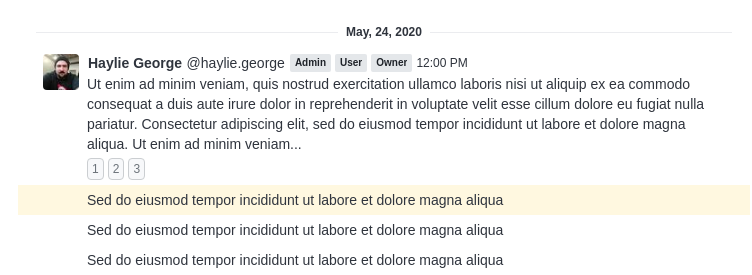 May, 24, 2020
Haylie George @haylie.george Admin User Owner 12:00 PM
Ut enim ad minim veniam, quis nostrud exercitation ullamco laboris nisi ut aliquip ex ea commodo
consequat a duis aute irure dolor in reprehenderit in voluptate velit esse cillum dolore eu fugiat nulla
pariatur. Consectetur adipiscing elit, sed do eiusmod tempor incididunt ut labore et dolore magna
aliqua. Ut enim ad minim veniam...
1 2 3
Sed do eiusmod tempor incididunt ut labore et dolore magna aliqua
Sed do eiusmod tempor incididunt ut labore et dolore magna aliqua
Sed do eiusmod tempor incididunt ut labore et dolore magna aliqua